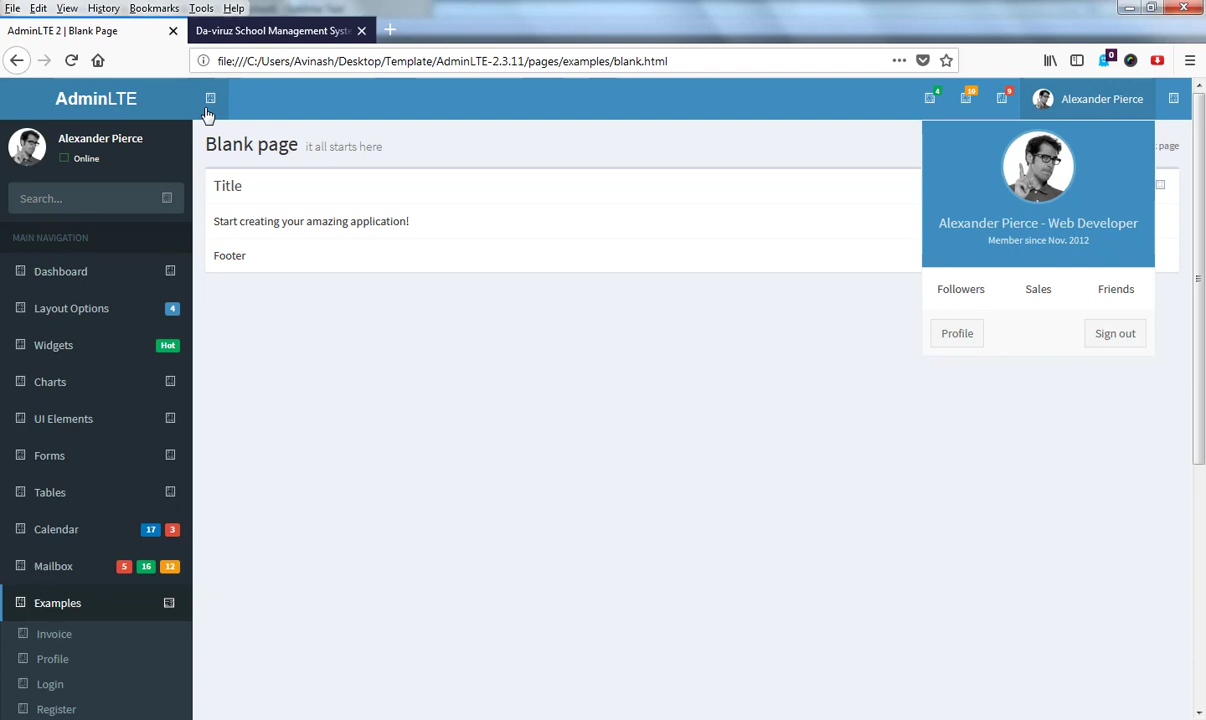 File Edit View History Bookmarks Tools Help
AdminLTE 2 | Blank Page
Da-viruz School Management Syste
file:///C:/Users/Avinash/Desktop/Template/AdminLTE-2.3.11/pages/examples/blank.html
0
AdminLTE
4
10
9
Alexander Pierce
Alexander Pierce
Online
Search...
MAIN NAVIGATION
Dashboard
Layout Options 4
Widgets Hot
Charts
UI Elements
Forms
Tables
Calendar 17 3
Mailbox 5 16 12
Examples
Invoice
Profile
Login
Register
Blank page it all starts here
page
Title
Start creating your amazing application!
Footer
Alexander Pierce - Web Developer
Member since Nov. 2012
Followers Sales Friends
Profile Sign out